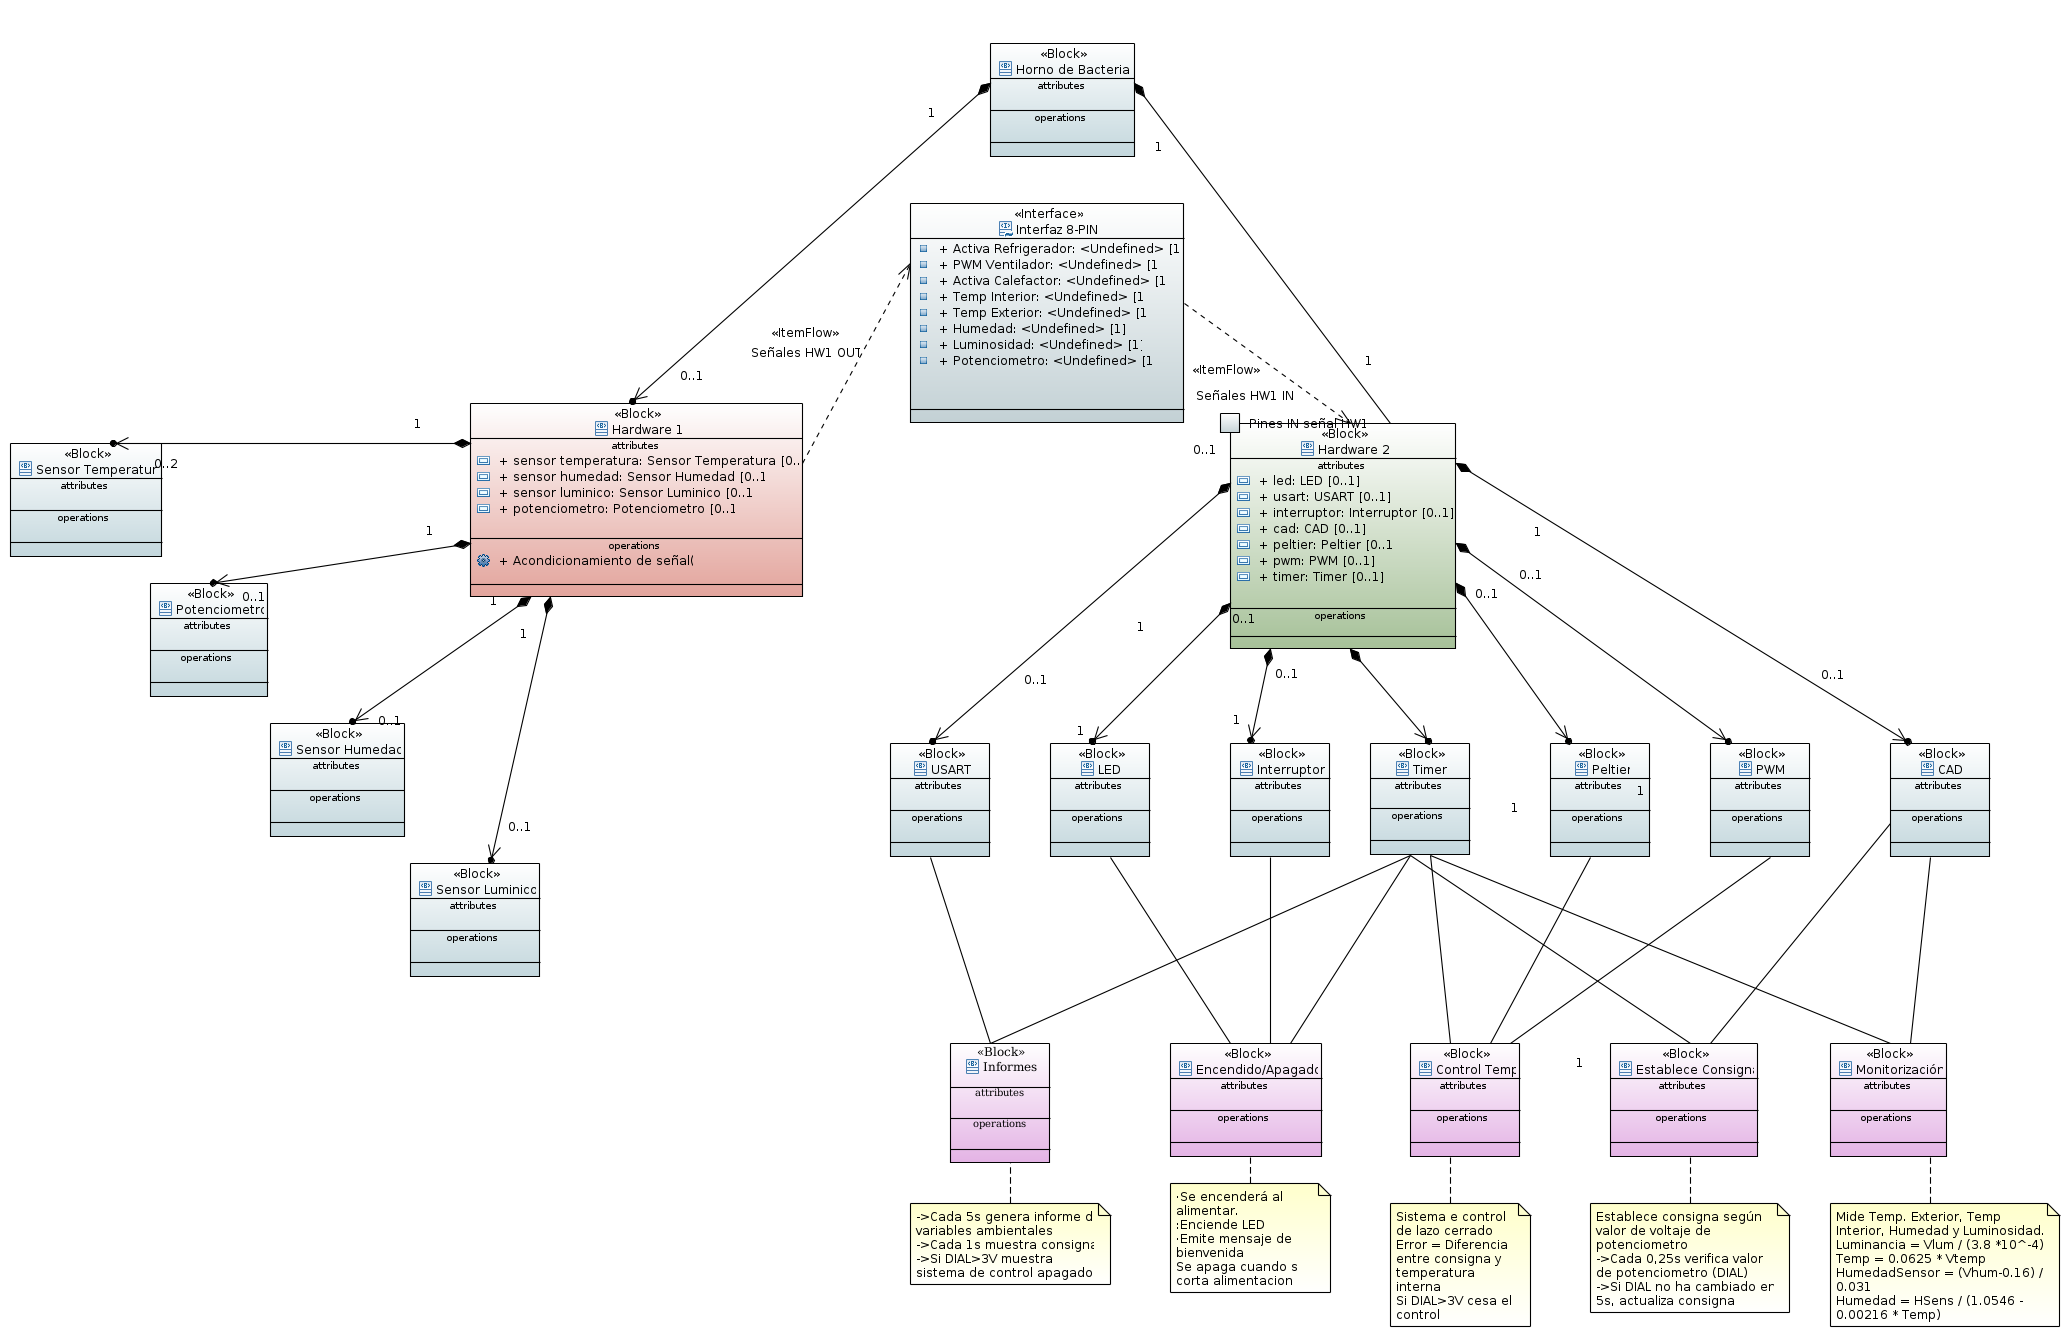 «Block»
Horno de Bacteria
attributes
operations
1
1
«Interface»
Interfaz 8-PIN
+ Activa Refrigerador: <Undefined> [1
+ PWM Ventilador: <Undefined> [1
+ Activa Calefactor: <Undefined> [1
+ Temp Interior: <Undefined> [1
+ Temp Exterior: <Undefined> [1
+ Humedad: <Undefined> [1]
+ Luminosidad: <Undefined> [1]
+ Potenciometro: <Undefined> [1
«ItemFlow»
Señales HW1 OUT
0..1
1
«ItemFlow»
Señales HW1 IN
Pines IN señal HW1
0..1
«Block»
Hardware 1
attributes
+ sensor temperatura: Sensor Temperatura [0..
+ sensor humedad: Sensor Humedad [0..1
+ sensor luminico: Sensor Luminico [0..1
+ potenciometro: Potenciometro [0..1
operations
+ Acondicionamiento de señal(
1
0..2
1
0..1
1
0..1
1
0..1
«Block»
Sensor Temperatur
attributes
operations
«Block»
Potenciometro
attributes
operations
«Block»
Sensor Humedad
attributes
operations
«Block»
Sensor Luminico
attributes
operations
«Block»
Hardware 2
attributes
+ led: LED [0..1]
+ usart: USART [0..1]
+ interruptor: Interruptor [0..1]
+ cad: CAD [0..1]
+ peltier: Peltier [0..1
+ pwm: PWM [0..1]
+ timer: Timer [0..1]
operations
1
0..1
0..1
0..1
1
0..1
0..1
1
0..1
1
1
«Block»
USART
attributes
operations
«Block»
LED
attributes
operations
«Block»
Interruptor
attributes
operations
«Block»
Timer
attributes
operations
«Block»
Peltier
attributes
operations
«Block»
PWM
attributes
operations
«Block»
CAD
attributes
operations
1
1
1
«Block»
Informes
attributes
operations
«Block»
Encendido/Apagado
attributes
operations
«Block»
Control Temp
attributes
operations
«Block»
Establece Consigna
attributes
operations
«Block»
Monitorización
attributes
operations
->Cada 5s genera informe d
variables ambientales
->Cada 1s muestra consigna
->Si DIAL>3V muestra
sistema de control apagado
·Se encenderá al
alimentar.
:Enciende LED
·Emite mensaje de
bienvenida
Se apaga cuando s
corta alimentacion
Sistema e control
de lazo cerrado
Error = Diferencia
entre consigna y
temperatura
interna
Si DIAL>3V cesa el
control
Establece consigna según
valor de voltaje de
potenciometro
->Cada 0,25s verifica valor
de potenciometro (DIAL)
->Si DIAL no ha cambiado en
5s, actualiza consigna
Mide Temp. Exterior, Temp
Interior, Humedad y Luminosidad.
Luminancia = Vlum / (3.8 *10^-4)
Temp = 0.0625 * Vtemp
HumedadSensor = (Vhum-0.16) /
0.031
Humedad = HSens / (1.0546 -
0.00216 * Temp)